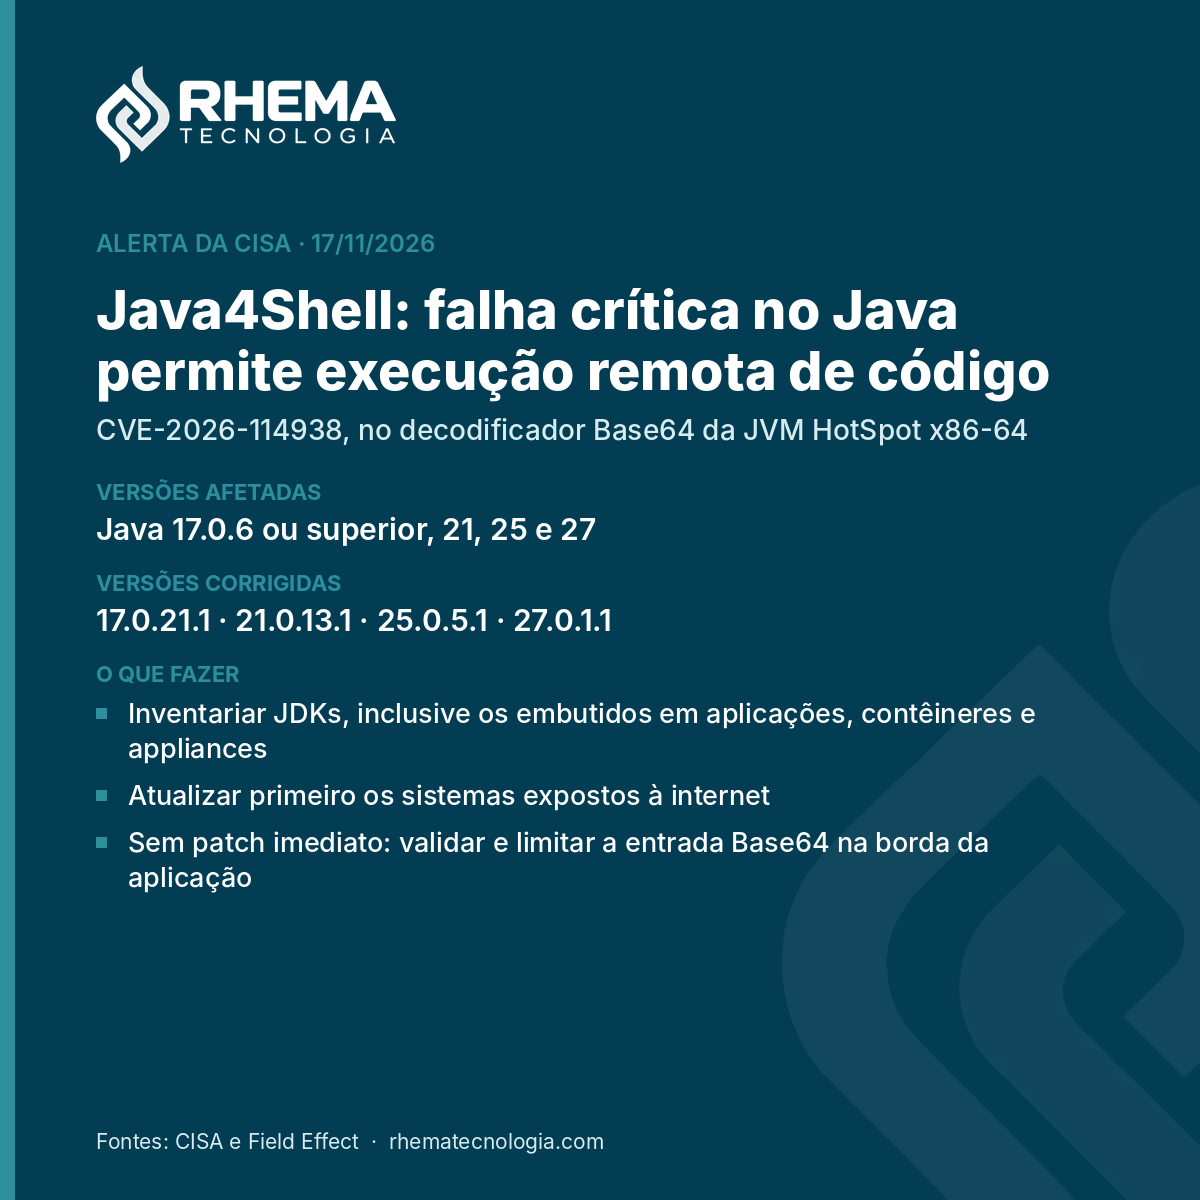 RHEMA
TECNOLOGIA
ALERTA DA CISA · 17/11/2026
Java4Shell: falha crítica no Java
permite execução remota de código
CVE-2026-114938, no decodificador Base64 da JVM HotSpot x86-64
VERSÕES AFETADAS
Java 17.0.6 ou superior, 21, 25 e 27
VERSÕES CORRIGIDAS
17.0.21.1 · 21.0.13.1 · 25.0.5.1 · 27.0.1.1
O QUE FAZER
Inventariar JDKs, inclusive os embutidos em aplicações, contêineres e
appliances
Atualizar primeiro os sistemas expostos à internet
Sem patch imediato: validar e limitar a entrada Base64 na borda da
aplicação
Fontes: CISA e Field Effect · rhematecnologia.com